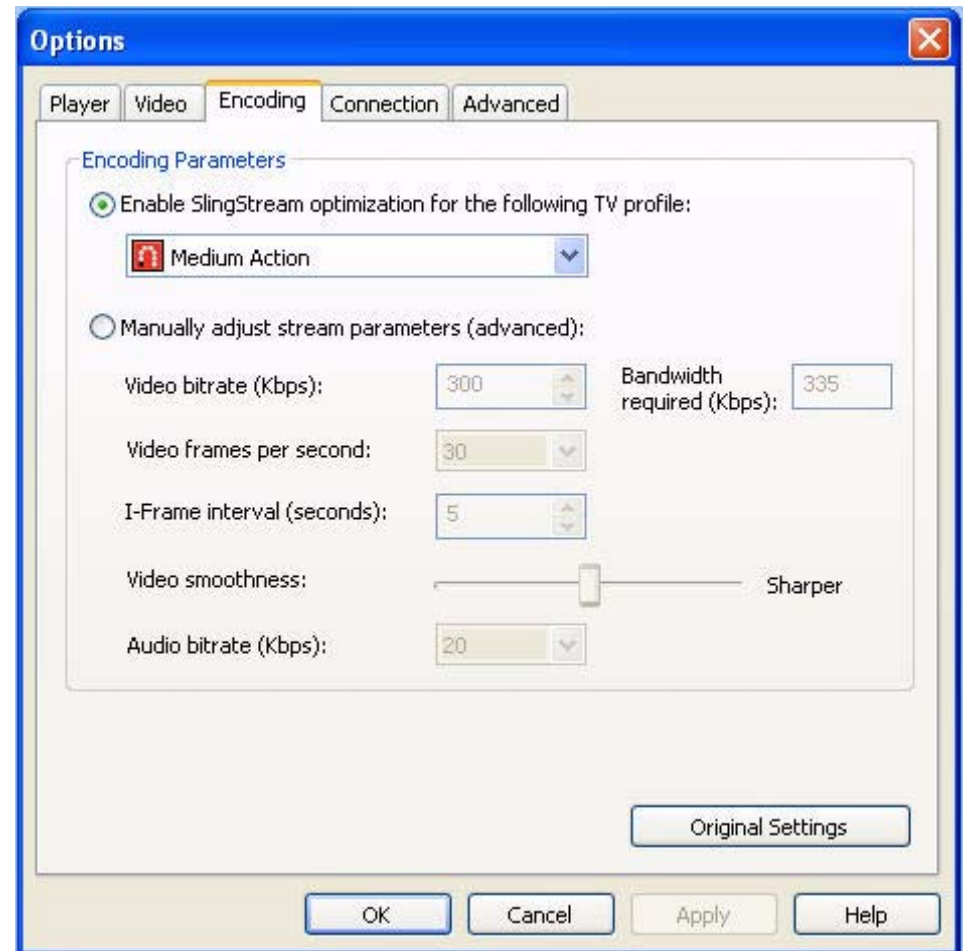 Options
Player Video Encoding Connection Advanced
Encoding Parameters
Enable SlingStream optimization for the following TV profile:
Medium Action
Manually adjust stream parameters (advanced):
Video bitrate (Kbps): 300 Bandwidth
required (Kbps): 335
Video frames per second: 30
I-Frame interval (seconds): 5
Video smoothness: Sharper
Audio bitrate (Kbps): 20
Original Settings
OK Cancel Apply Help